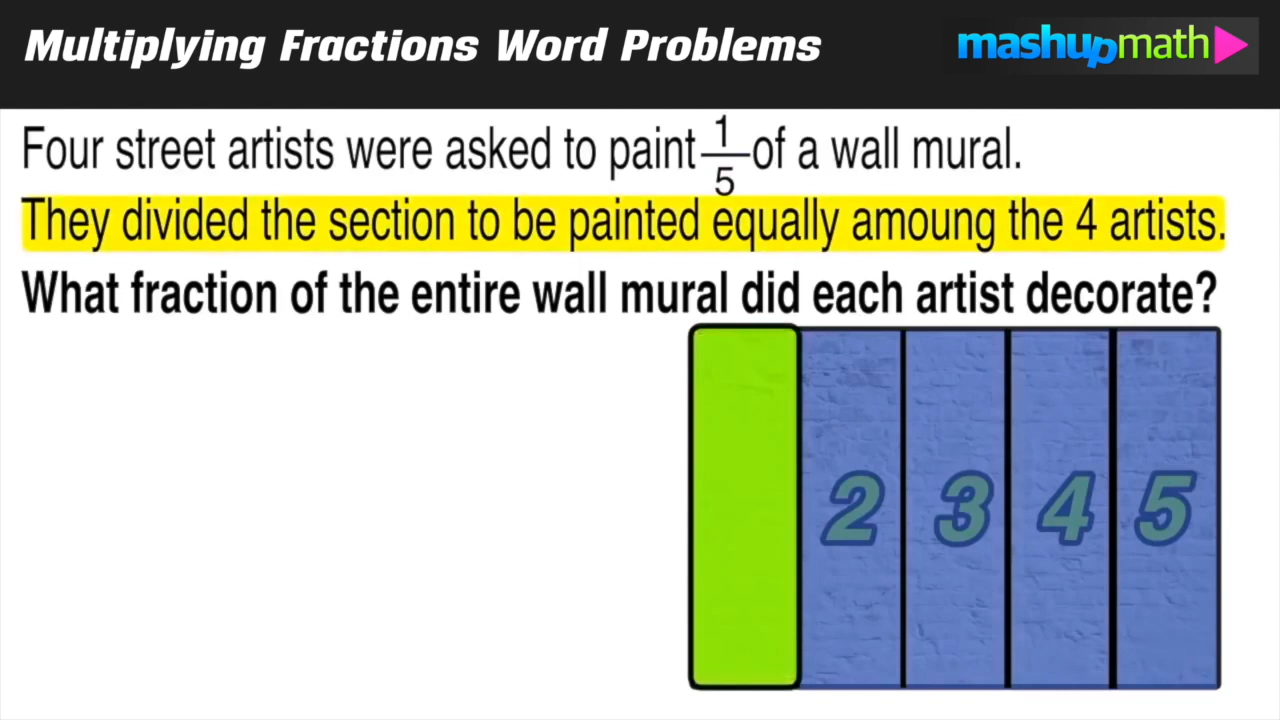 Multiplying Fractions Word Problems
mashupmath
Four street artists were asked to paint 1/5 of a wall mural.
They divided the section to be painted equally amoung the 4 artists.
What fraction of the entire wall mural did each artist decorate?
2 3 4 5